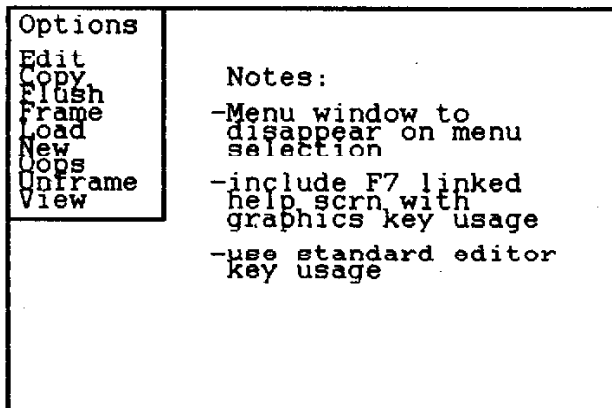 Options
Edit
Copy
Flush
Frame
Load
New
Oops
Unframe
View
Notes:
-Menu window to
disappear on menu
selection
-include F7 linked
help scrn with
graphics key usage
-use standard editor
key usage